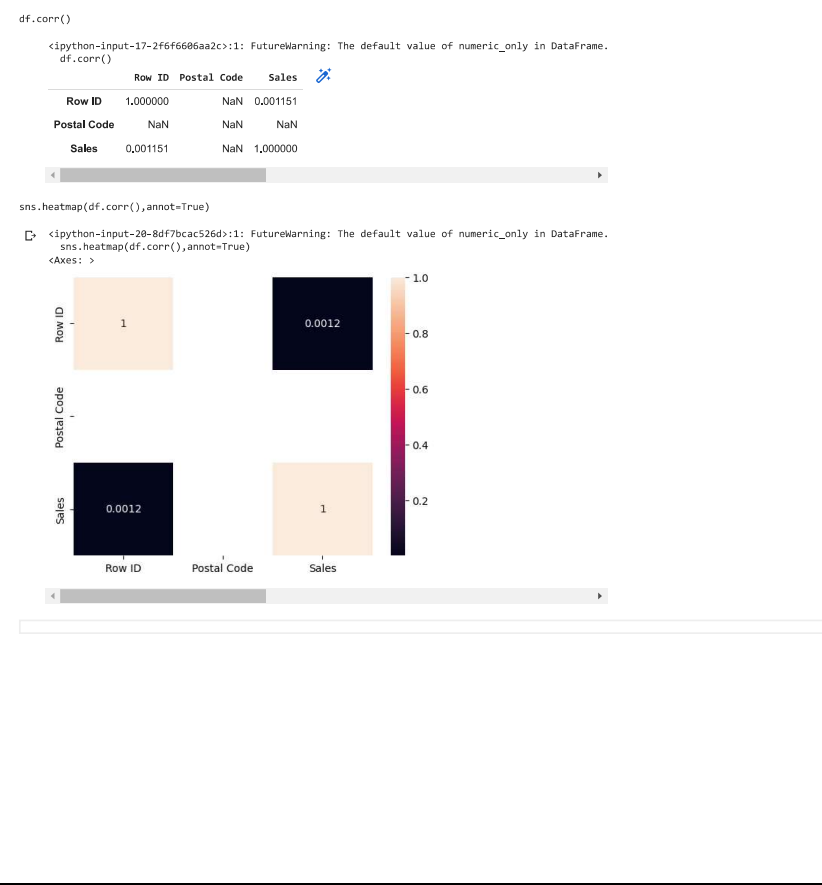 df.corr()
<ipython-input-17-2f6f6606aa2c>:1: FutureWarning: The default value of numeric_only in DataFrame.
df.corr()
Row ID Postal Code Sales
Row ID 1.000000 NaN 0.001151
Postal Code NaN NaN NaN
Sales 0.001151 NaN 1.000000
sns.heatmap(df.corr(),annot=True)
<ipython-input-20-8df7bcac526d>:1: FutureWarning: The default value of numeric_only in DataFrame.
sns.heatmap(df.corr(),annot=True)
<Axes: >
Row ID
1
0.0012
Postal Code
Sales
0.0012
1
Row ID Postal Code Sales
1.0
0.8
0.6
0.4
0.2